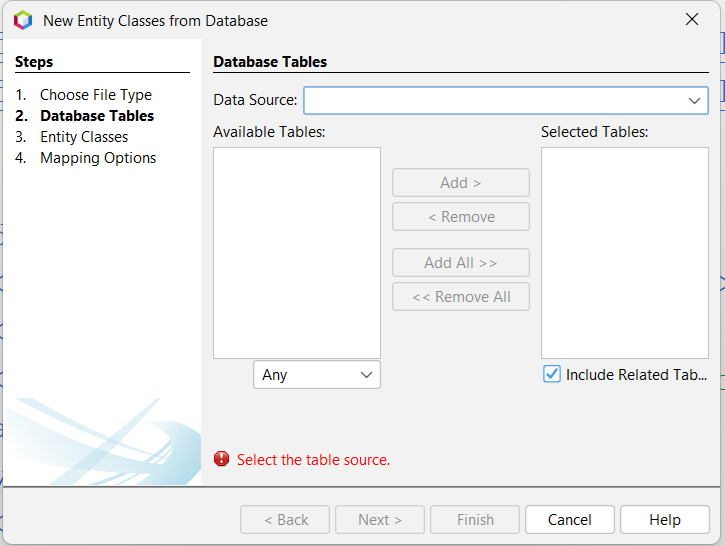 New Entity Classes from Database
Steps
1. Choose File Type
2. Database Tables
3. Entity Classes
4. Mapping Options
Database Tables
Data Source:
Available Tables:
Selected Tables:
Add >
< Remove
Add All >>
<< Remove All
Any
Include Related Tab...
Select the table source.
< Back
Next >
Finish
Cancel
Help